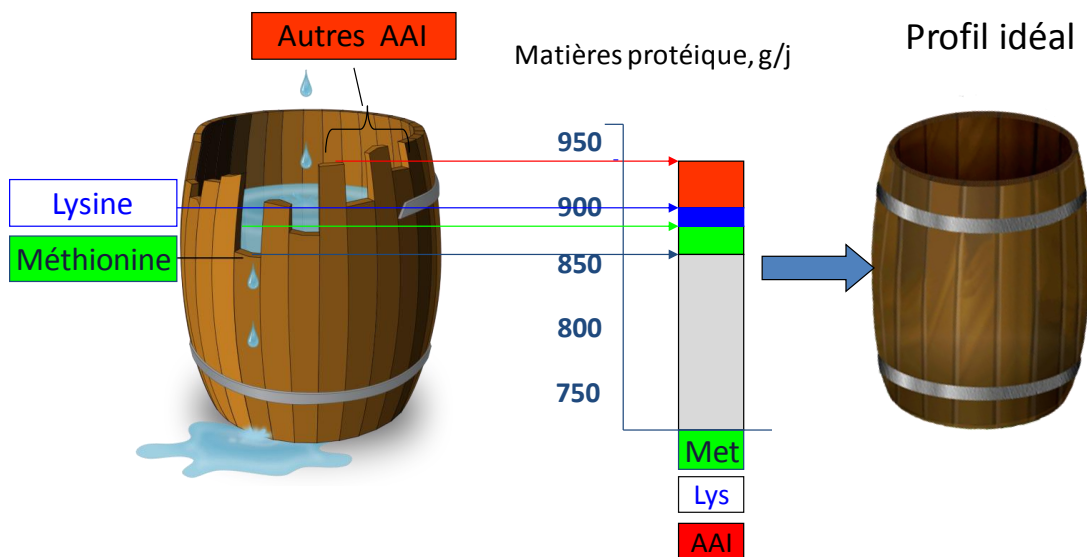 Autres AAI
Matières protéique, g/j
Profil idéal
950
Lysine
900
Méthionine
850
800
750
Met
Lys
AAI